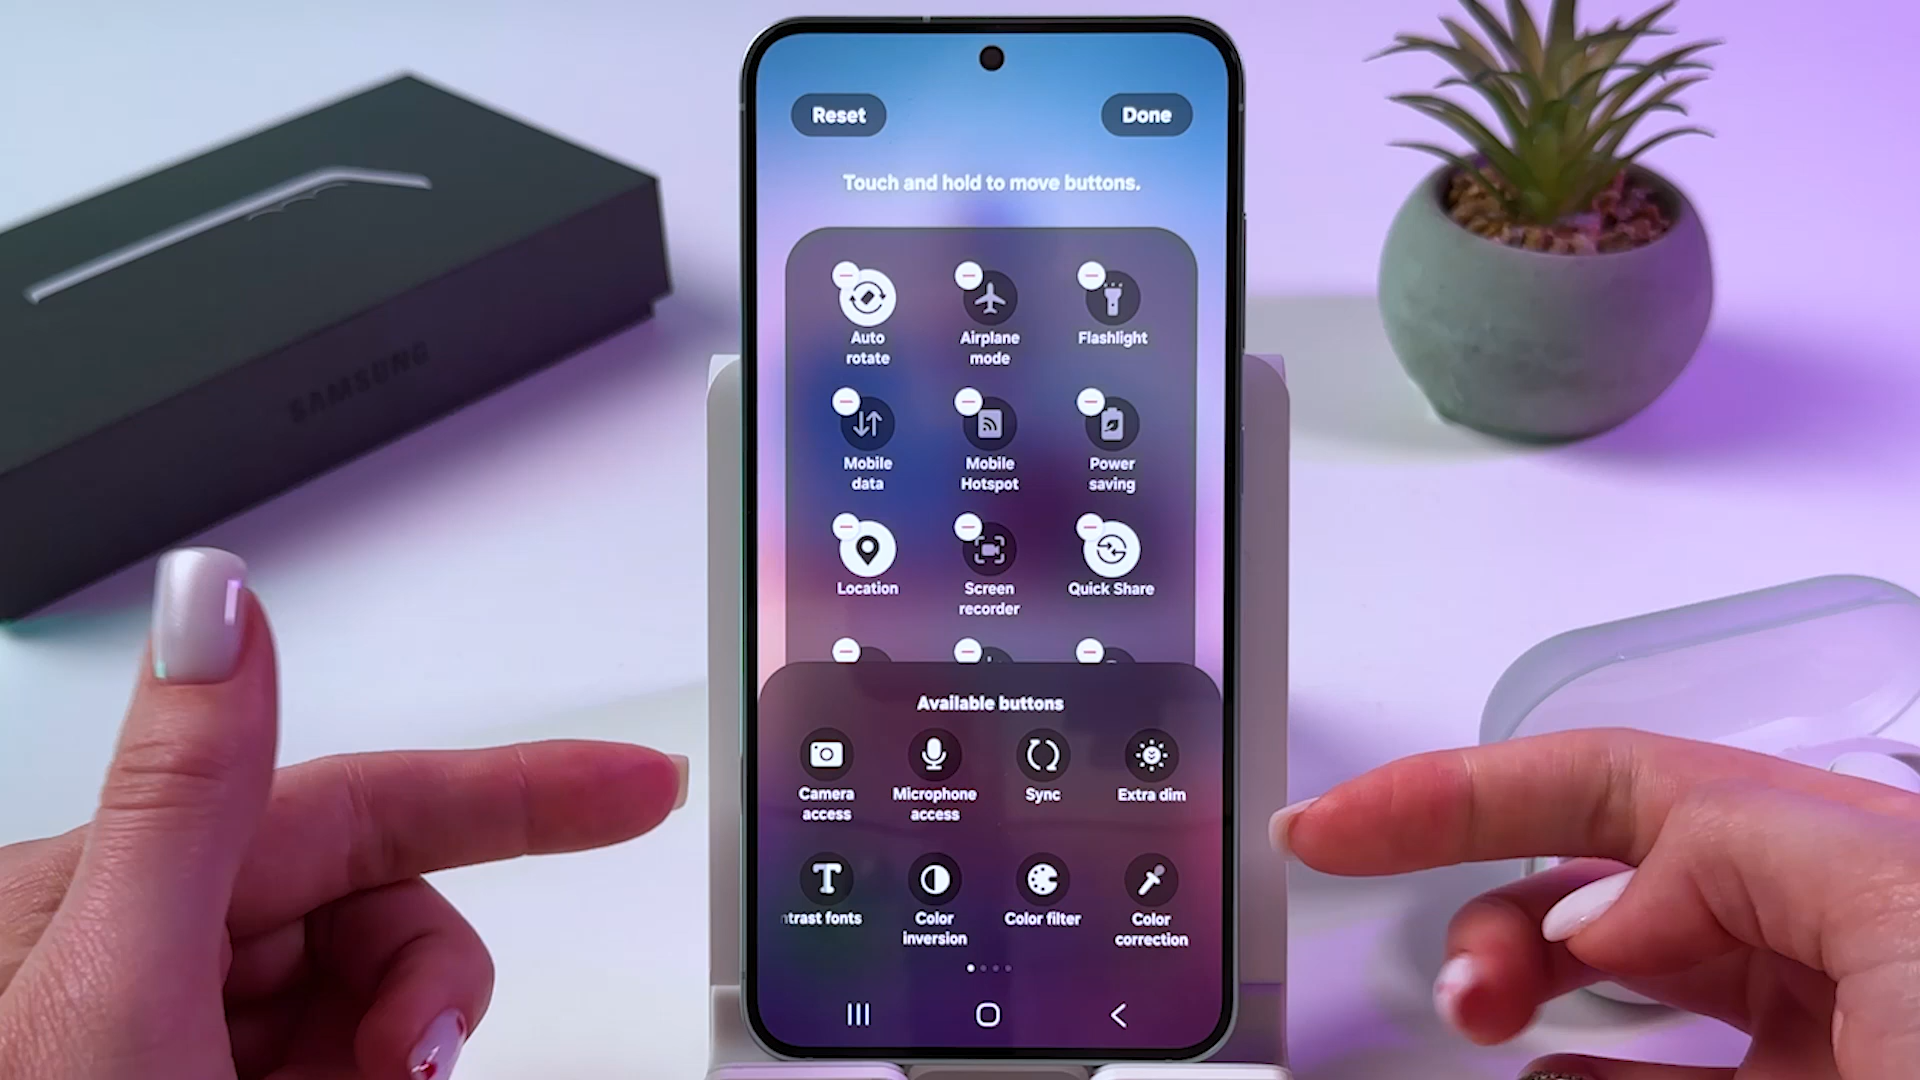 Reset
Done
Touch and hold to move buttons.
Auto
rotate
Airplane
mode
Flashlight
Mobile
data
Mobile
Hotspot
Power
saving
Location
Screen
recorder
Quick Share
SAMSUNG
Available buttons
Camera
access
Microphone
access
Sync
Extra dim
ntrast fonts
Color
inversion
Color filter
Color
correction